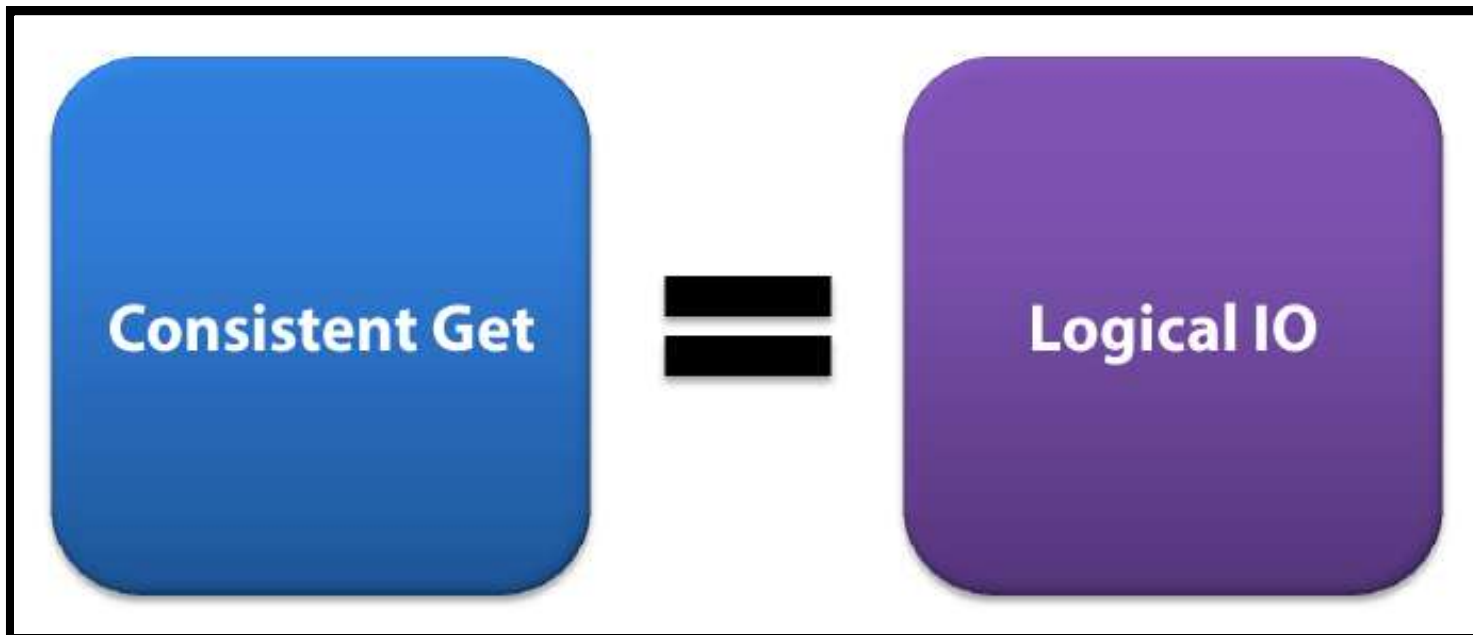 Consistent Get
=
Logical IO